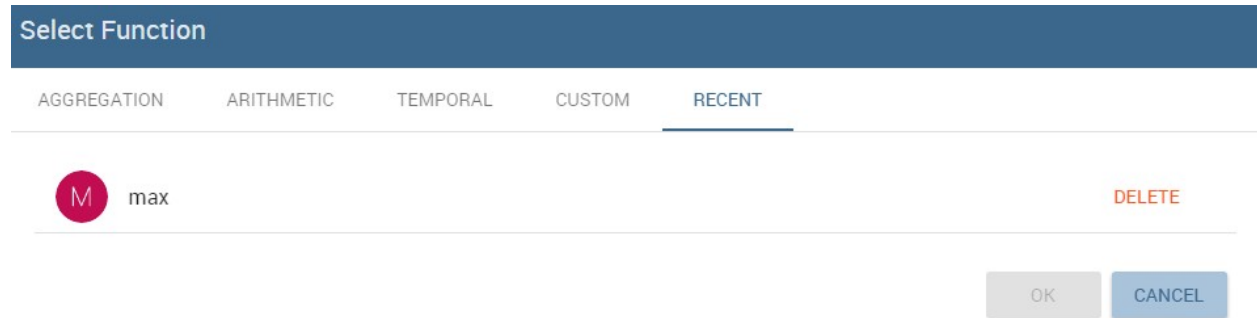 Select Function
AGGREGATION ARITHMETIC TEMPORAL CUSTOM RECENT
M max DELETE
OK CANCEL